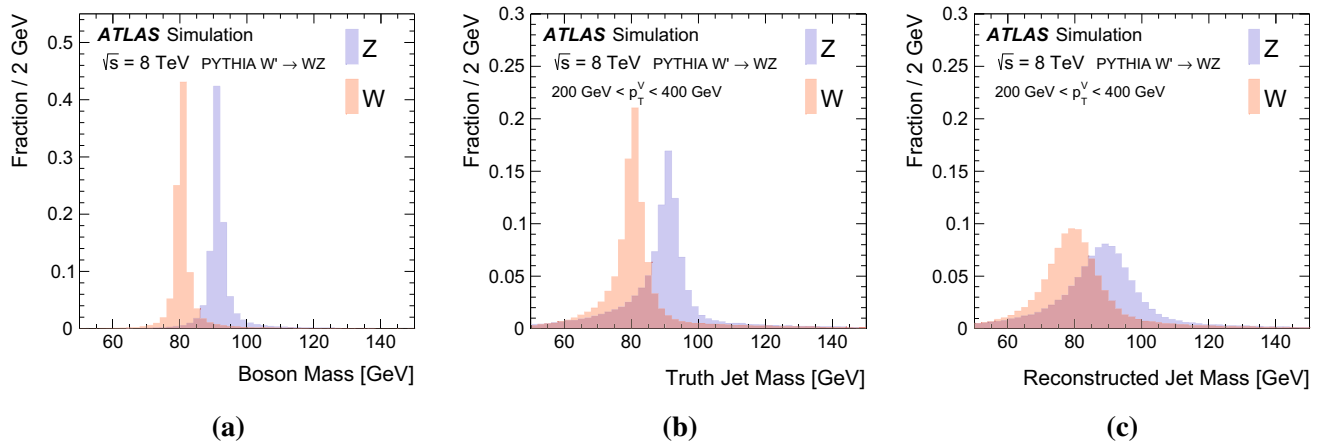 ATLAS Simulation
√s = 8 TeV PYTHIA W' → WZ
Z
W
Fraction / 2 GeV
0.5
0.4
0.3
0.2
0.1
0
60 80 100 120 140
Boson Mass [GeV]
(a)
ATLAS Simulation
√s = 8 TeV PYTHIA W' → WZ
200 GeV < p_T^V < 400 GeV
Z
W
Fraction / 2 GeV
0.3
0.25
0.2
0.15
0.1
0.05
0
60 80 100 120 140
Truth Jet Mass [GeV]
(b)
ATLAS Simulation
√s = 8 TeV PYTHIA W' → WZ
200 GeV < p_T^V < 400 GeV
Z
W
Fraction / 2 GeV
0.3
0.25
0.2
0.15
0.1
0.05
0
60 80 100 120 140
Reconstructed Jet Mass [GeV]
(c)